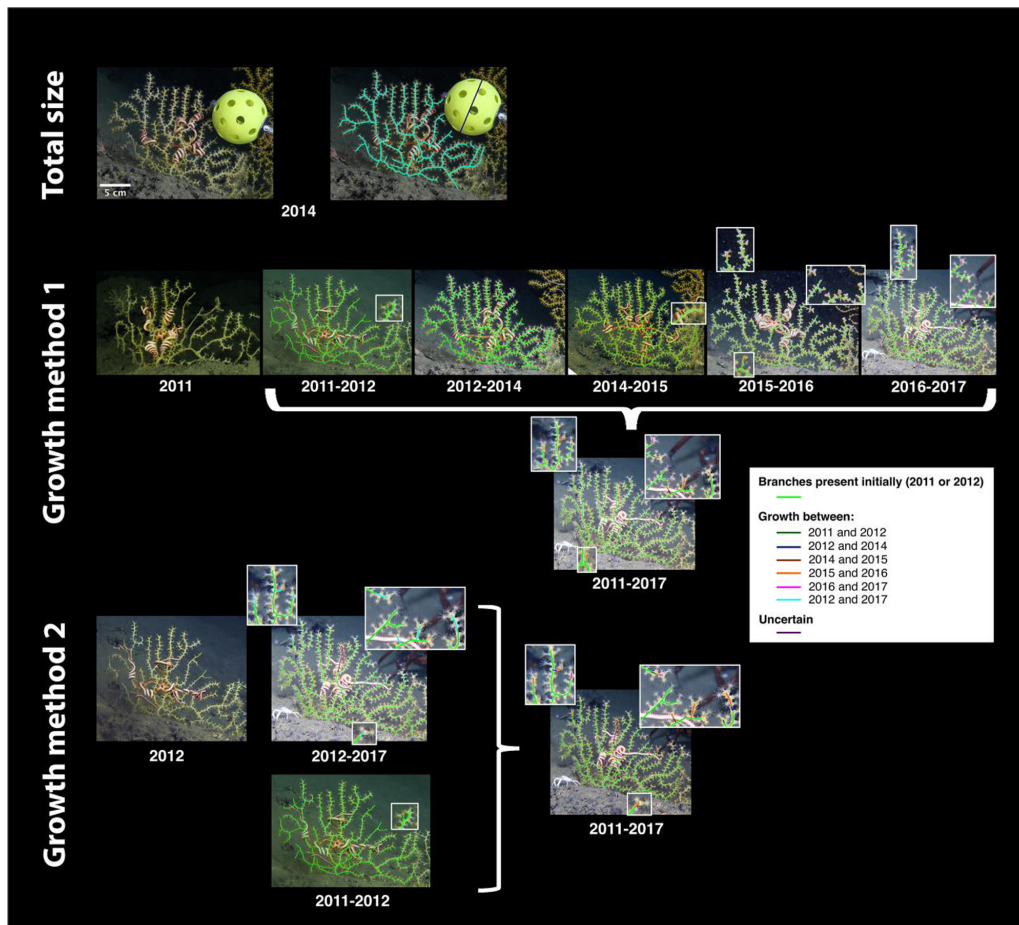 Total size
5 cm
2014
Growth method 1
2011
2011-2012
2012-2014
2014-2015
2015-2016
2016-2017
2011-2017
Branches present initially (2011 or 2012)
Growth between:
2011 and 2012
2012 and 2014
2014 and 2015
2015 and 2016
2016 and 2017
2012 and 2017
Uncertain
Growth method 2
2012
2012-2017
2011-2017
2011-2012